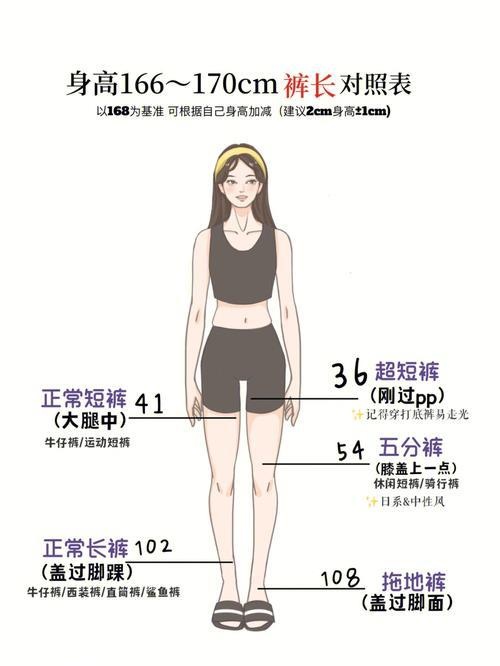 身高166～170cm裤长对照表
以168为基准 可根据自己身高加减（建议2cm身高±1cm)
36 超短裤
(刚过pp)
✨记得穿打底裤易走光
正常短裤 41
(大腿中)
牛仔裤/运动短裤
54 五分裤
(膝盖上一点)
休闲短裤/骑行裤
✨日系&中性风
正常长裤 102
(盖过脚踝)
牛仔裤/西装裤/直筒裤/鲨鱼裤
108 拖地裤
(盖过脚面)